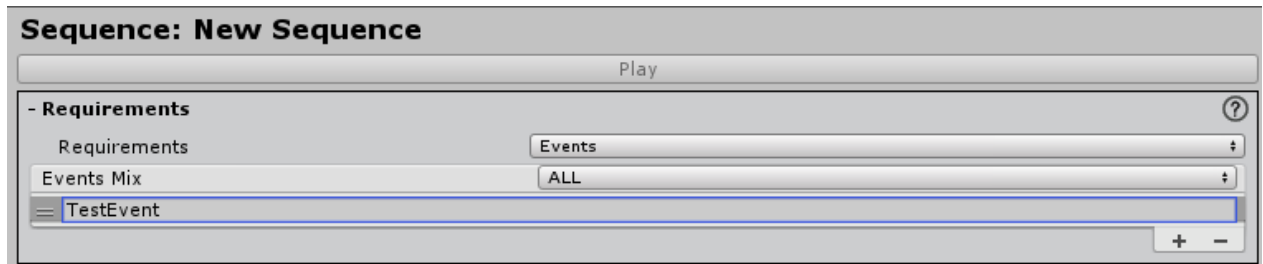 Sequence: New Sequence
Play
- Requirements
?
Requirements Events
Events Mix ALL
= TestEvent
+ −